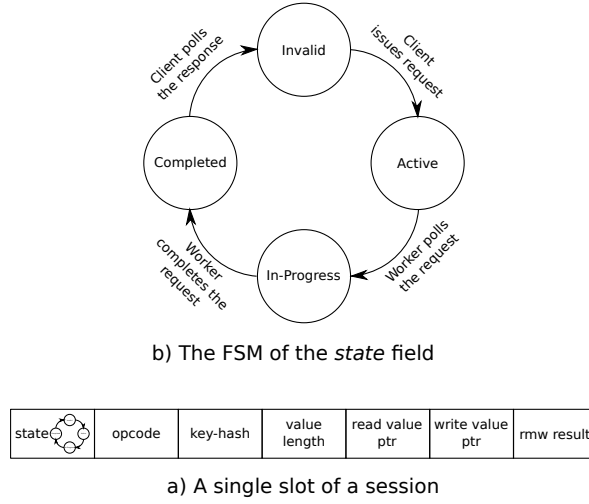 Invalid
Client polls
the response
Client
issues request
Completed
Active
In-Progress
Worker
completes the
request
Worker polls
the request
b) The FSM of the state field
state
opcode
key-hash
value
length
read value
ptr
write value
ptr
rmw result
a) A single slot of a session